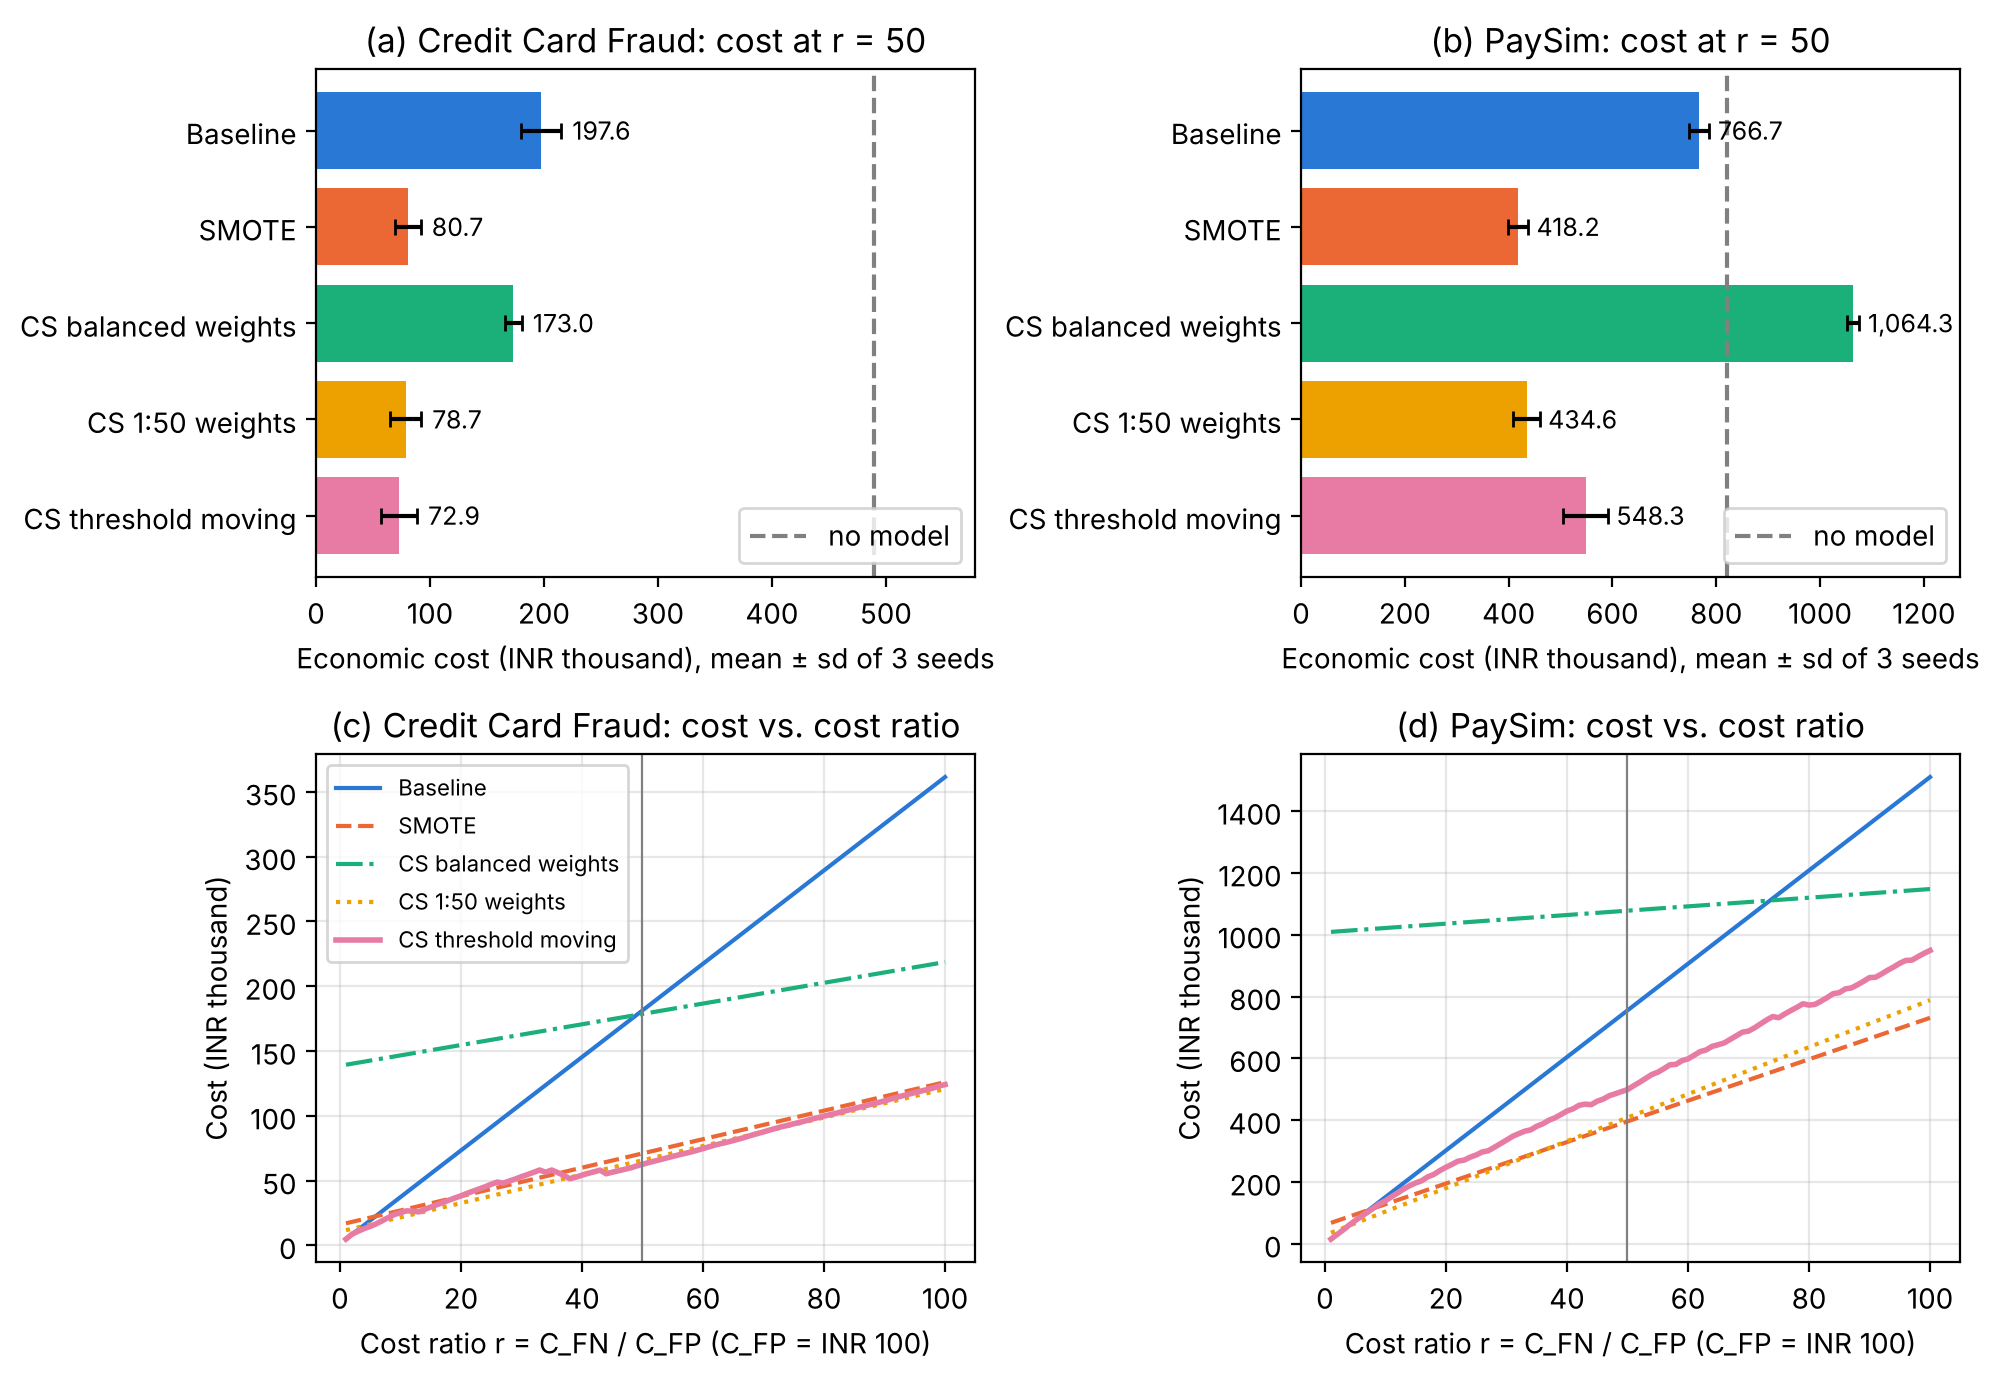 (a) Credit Card Fraud: cost at r = 50
Baseline
197.6
SMOTE
80.7
CS balanced weights
173.0
CS 1:50 weights
78.7
CS threshold moving
72.9
no model
0 100 200 300 400 500
Economic cost (INR thousand), mean ± sd of 3 seeds
(b) PaySim: cost at r = 50
Baseline
766.7
SMOTE
418.2
CS balanced weights
1,064.3
CS 1:50 weights
434.6
CS threshold moving
548.3
no model
0 200 400 600 800 1000 1200
Economic cost (INR thousand), mean ± sd of 3 seeds
(c) Credit Card Fraud: cost vs. cost ratio
Cost (INR thousand)
350
300
250
200
150
100
50
0
Baseline
SMOTE
CS balanced weights
CS 1:50 weights
CS threshold moving
0 20 40 60 80 100
Cost ratio r = C_FN / C_FP (C_FP = INR 100)
(d) PaySim: cost vs. cost ratio
Cost (INR thousand)
1400
1200
1000
800
600
400
200
0
0 20 40 60 80 100
Cost ratio r = C_FN / C_FP (C_FP = INR 100)